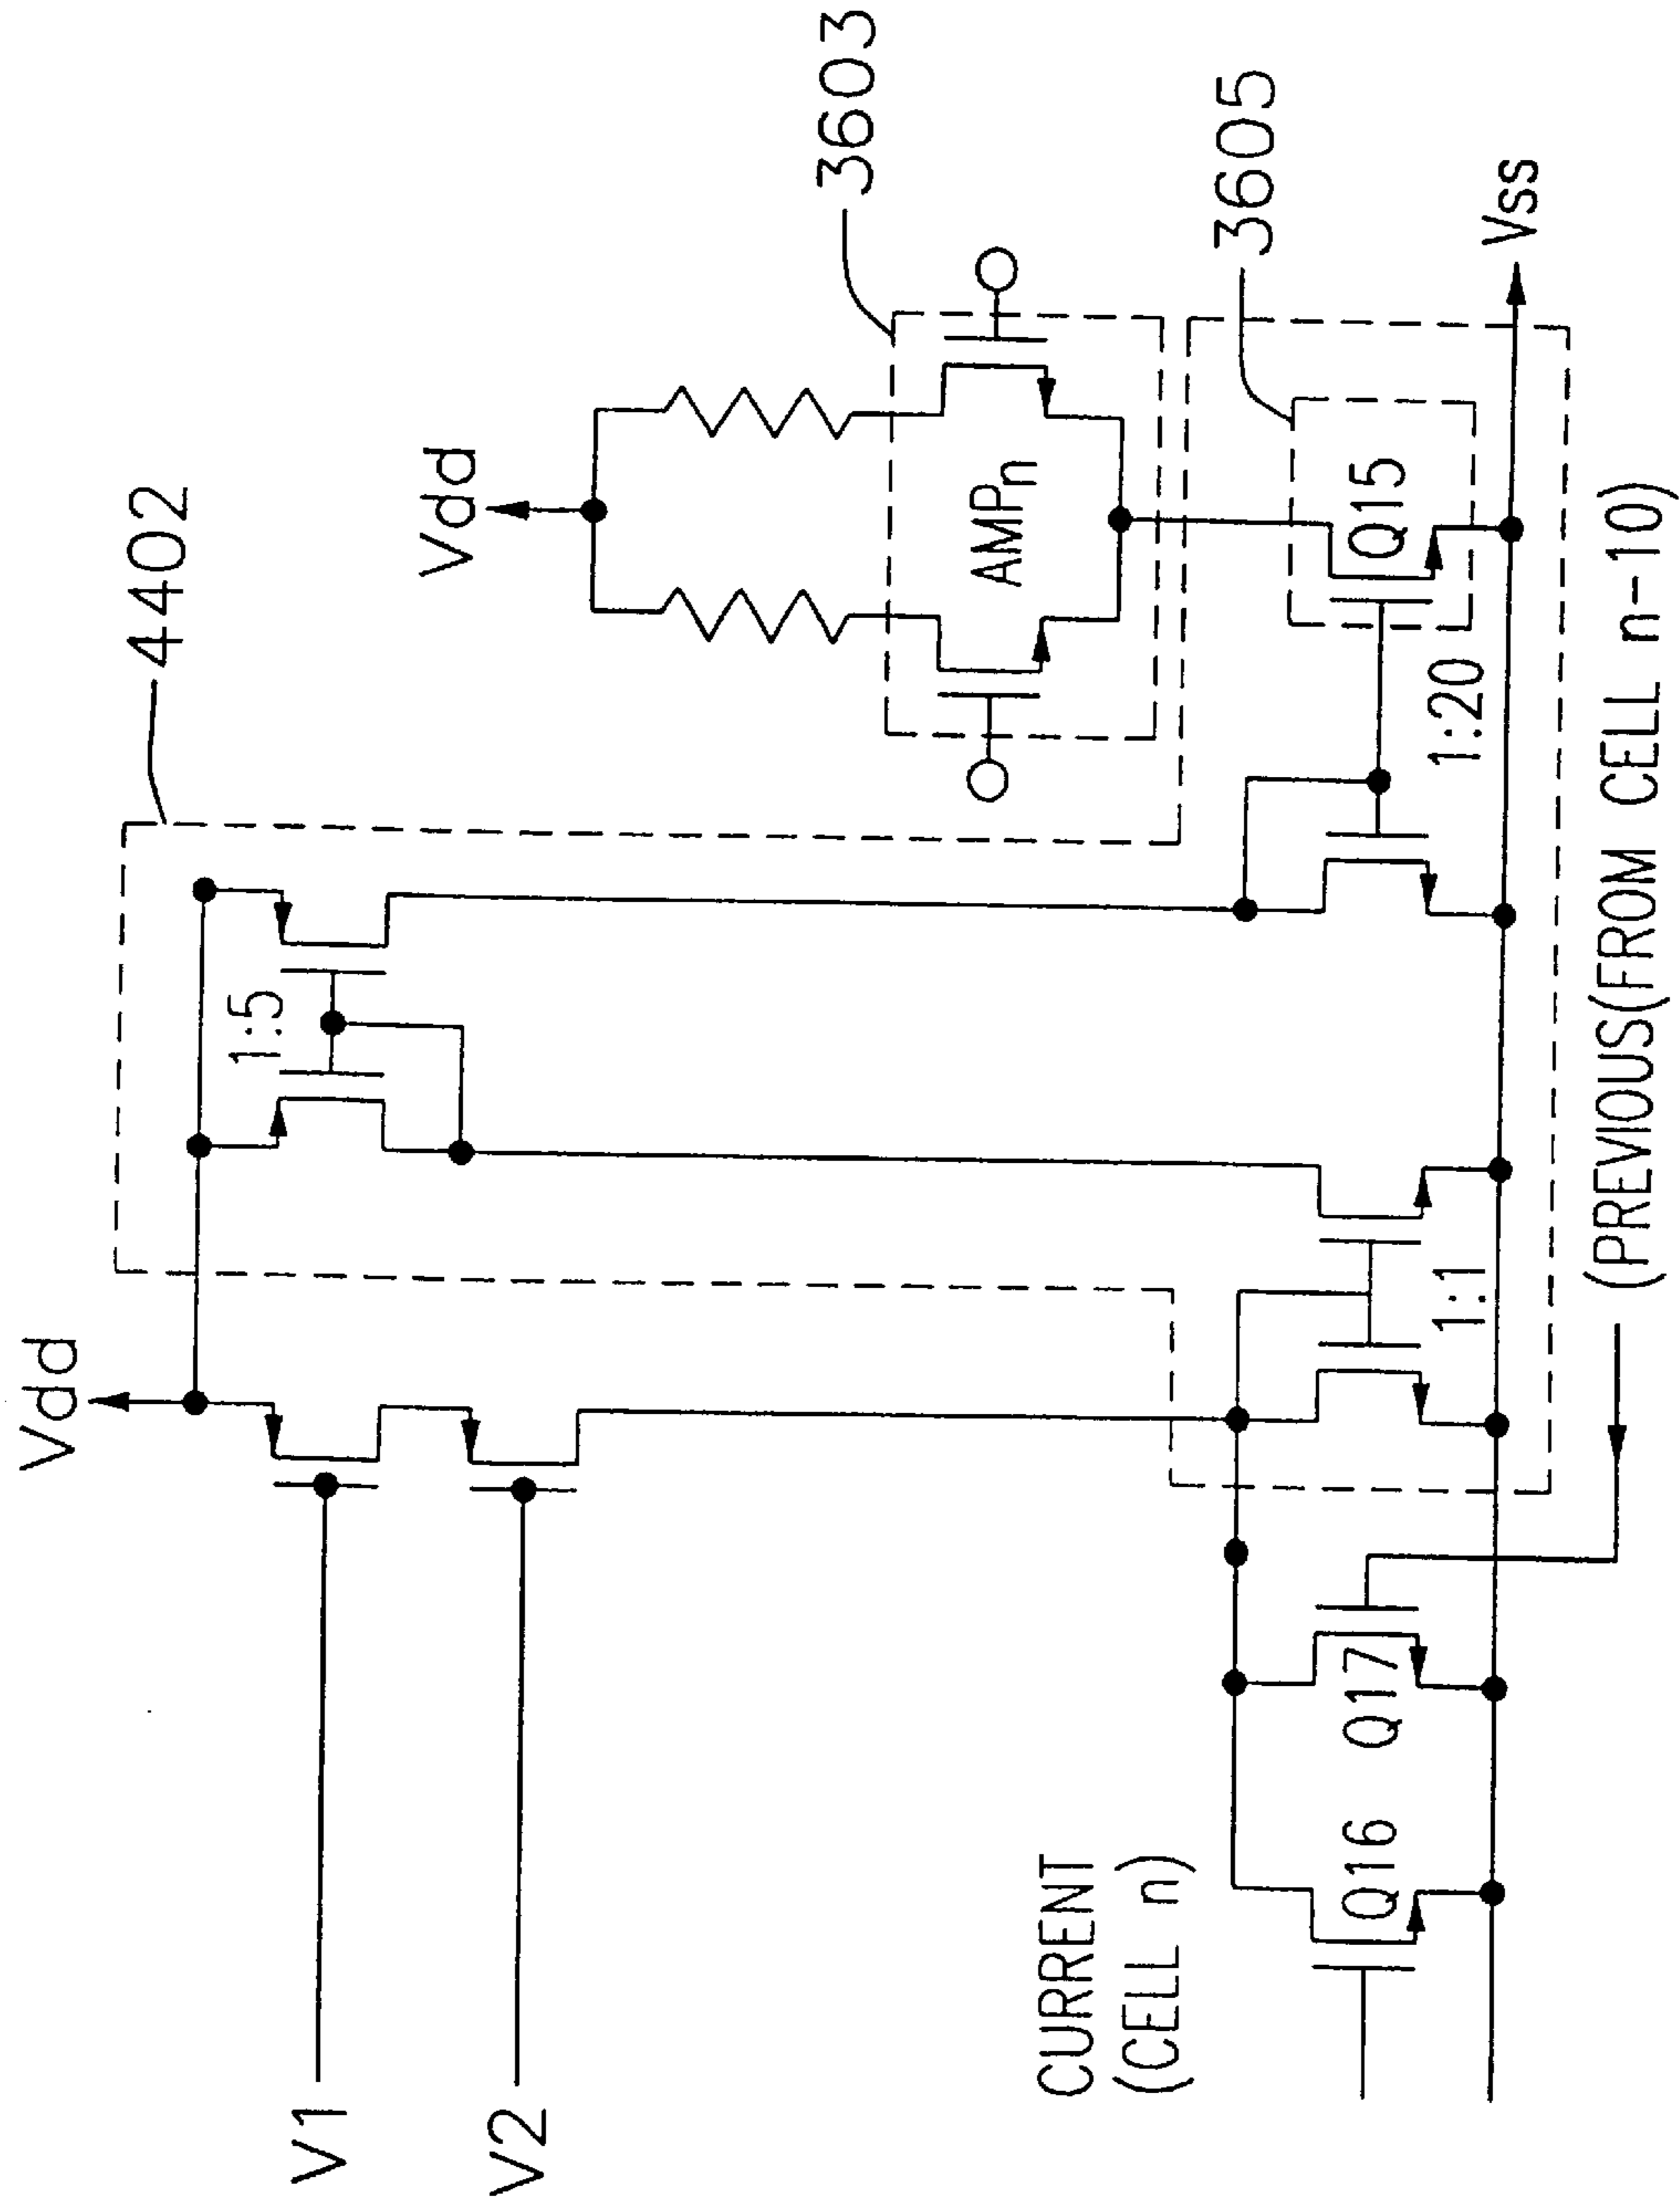 4402
Vdd
Vdd
3603
1:5
AMPn
3605
V1
V2
Q15
Vss
CURRENT
(CELL n)
Q16
Q17
1:1
1:20
(PREVIOUS(FROM CELL n-10)